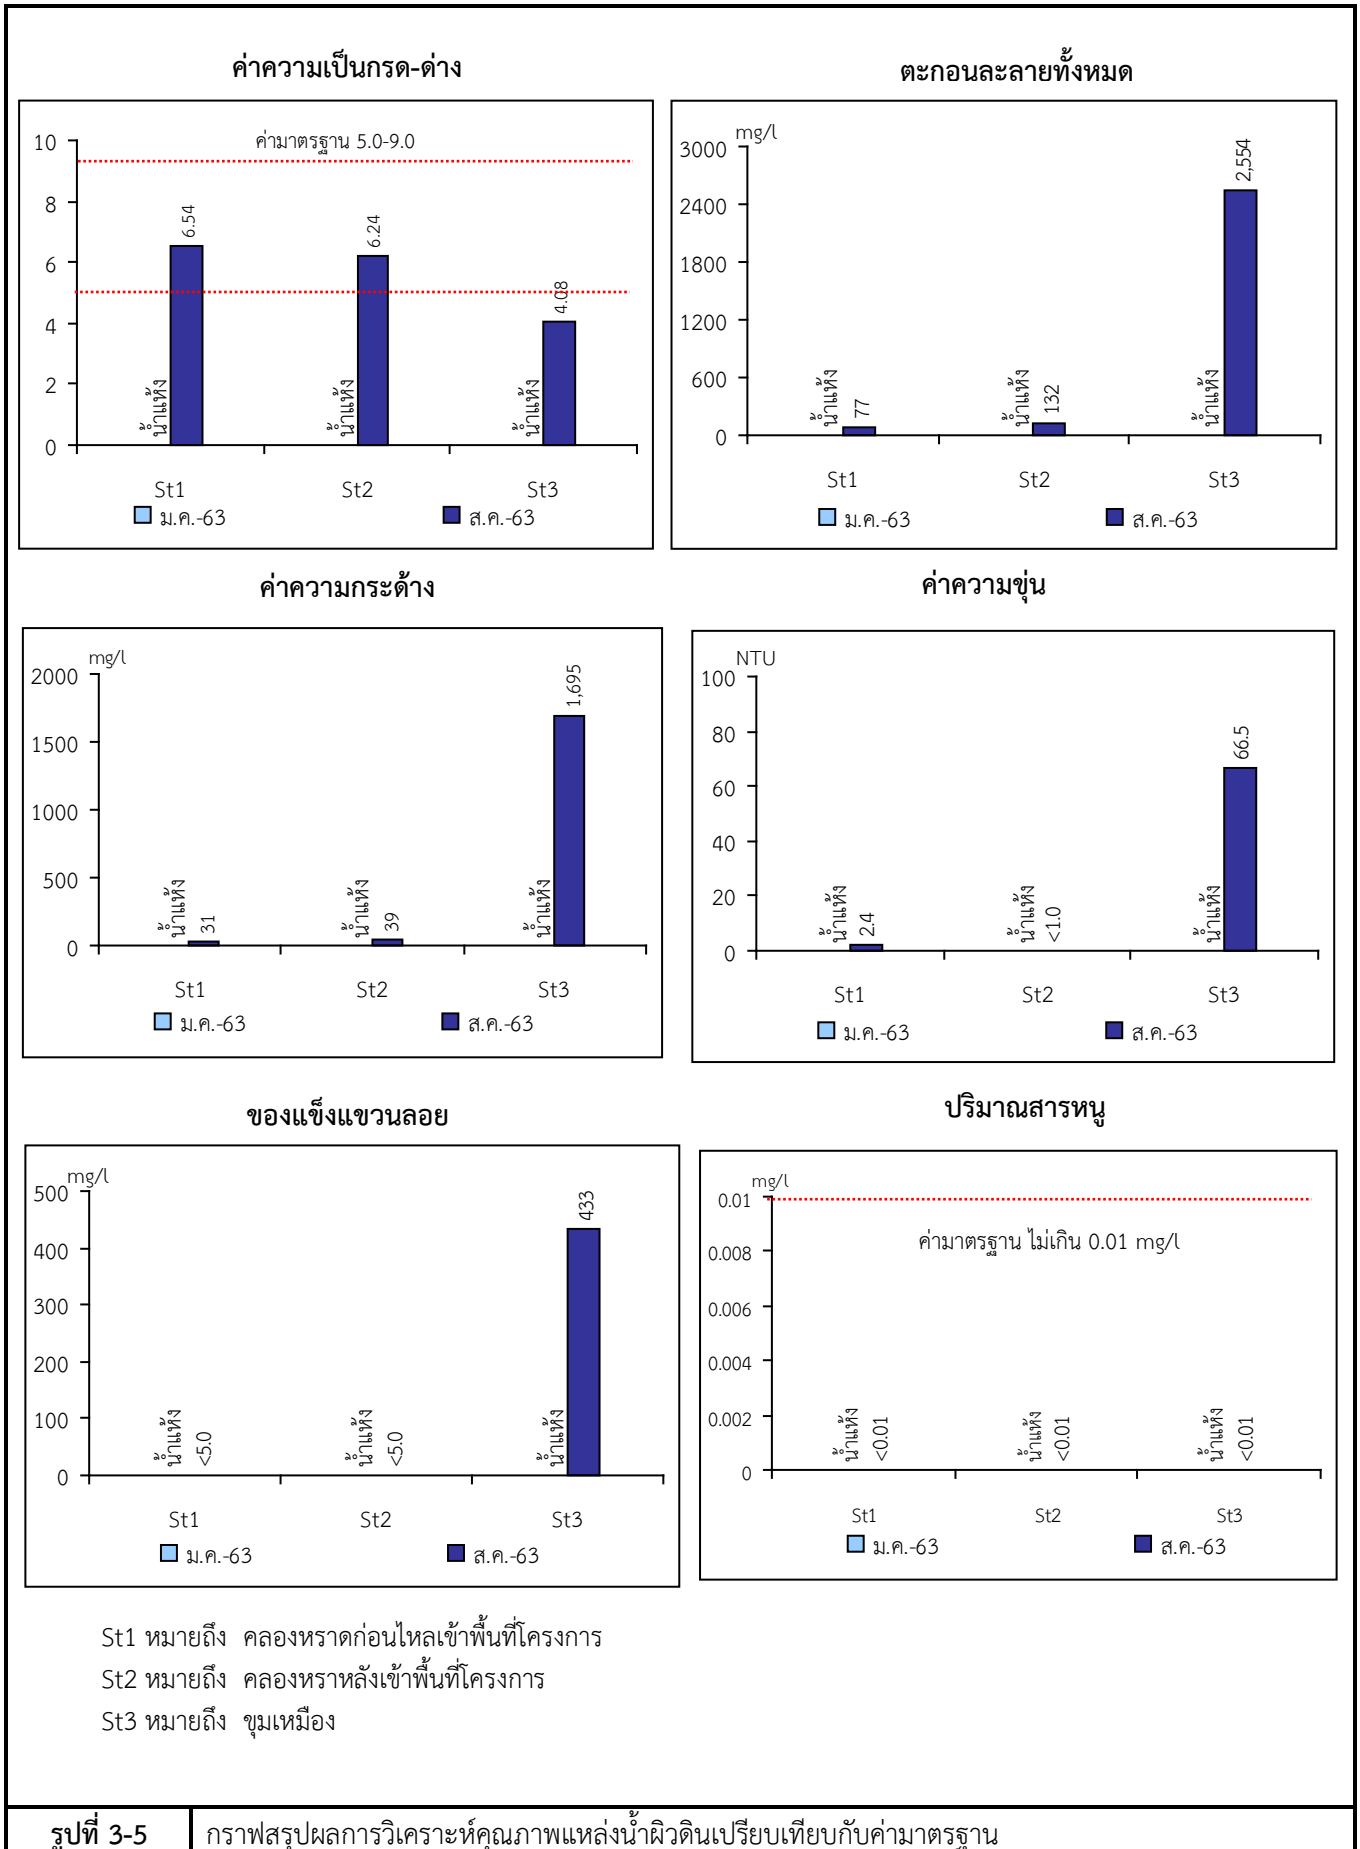 ค่าความเป็นกรด-ด่าง
10
8
6
4
2
0
ค่ามาตรฐาน 5.0-9.0
น้ำแห้ง
6.54
น้ำแห้ง
6.24
น้ำแห้ง
4.08
St1 St2 St3
ม.ค.-63 ส.ค.-63
ตะกอนละลายทั้งหมด
mg/l
3000
2400
1800
1200
600
0
น้ำแห้ง
77
น้ำแห้ง
132
น้ำแห้ง
2,554
St1 St2 St3
ม.ค.-63 ส.ค.-63
ค่าความกระด้าง
mg/l
2000
1500
1000
500
0
น้ำแห้ง
31
น้ำแห้ง
39
น้ำแห้ง
1,695
St1 St2 St3
ม.ค.-63 ส.ค.-63
ค่าความขุ่น
NTU
100
80
60
40
20
0
น้ำแห้ง
2.4
น้ำแห้ง
<1.0
น้ำแห้ง
66.5
St1 St2 St3
ม.ค.-63 ส.ค.-63
ของแข็งแขวนลอย
mg/l
500
400
300
200
100
0
น้ำแห้ง
<5.0
น้ำแห้ง
<5.0
น้ำแห้ง
433
St1 St2 St3
ม.ค.-63 ส.ค.-63
ปริมาณสารหนู
mg/l
0.01
0.008
0.006
0.004
0.002
0
ค่ามาตรฐาน ไม่เกิน 0.01 mg/l
น้ำแห้ง
<0.01
น้ำแห้ง
<0.01
น้ำแห้ง
<0.01
St1 St2 St3
ม.ค.-63 ส.ค.-63
St1 หมายถึง คลองหราดก่อนไหลเข้าพื้นที่โครงการ
St2 หมายถึง คลองหราหลังเข้าพื้นที่โครงการ
St3 หมายถึง ขุมเหมือง
รูปที่ 3-5 กราฟสรุปผลการวิเคราะห์คุณภาพแหล่งน้ำผิวดินเปรียบเทียบกับค่ามาตรฐาน